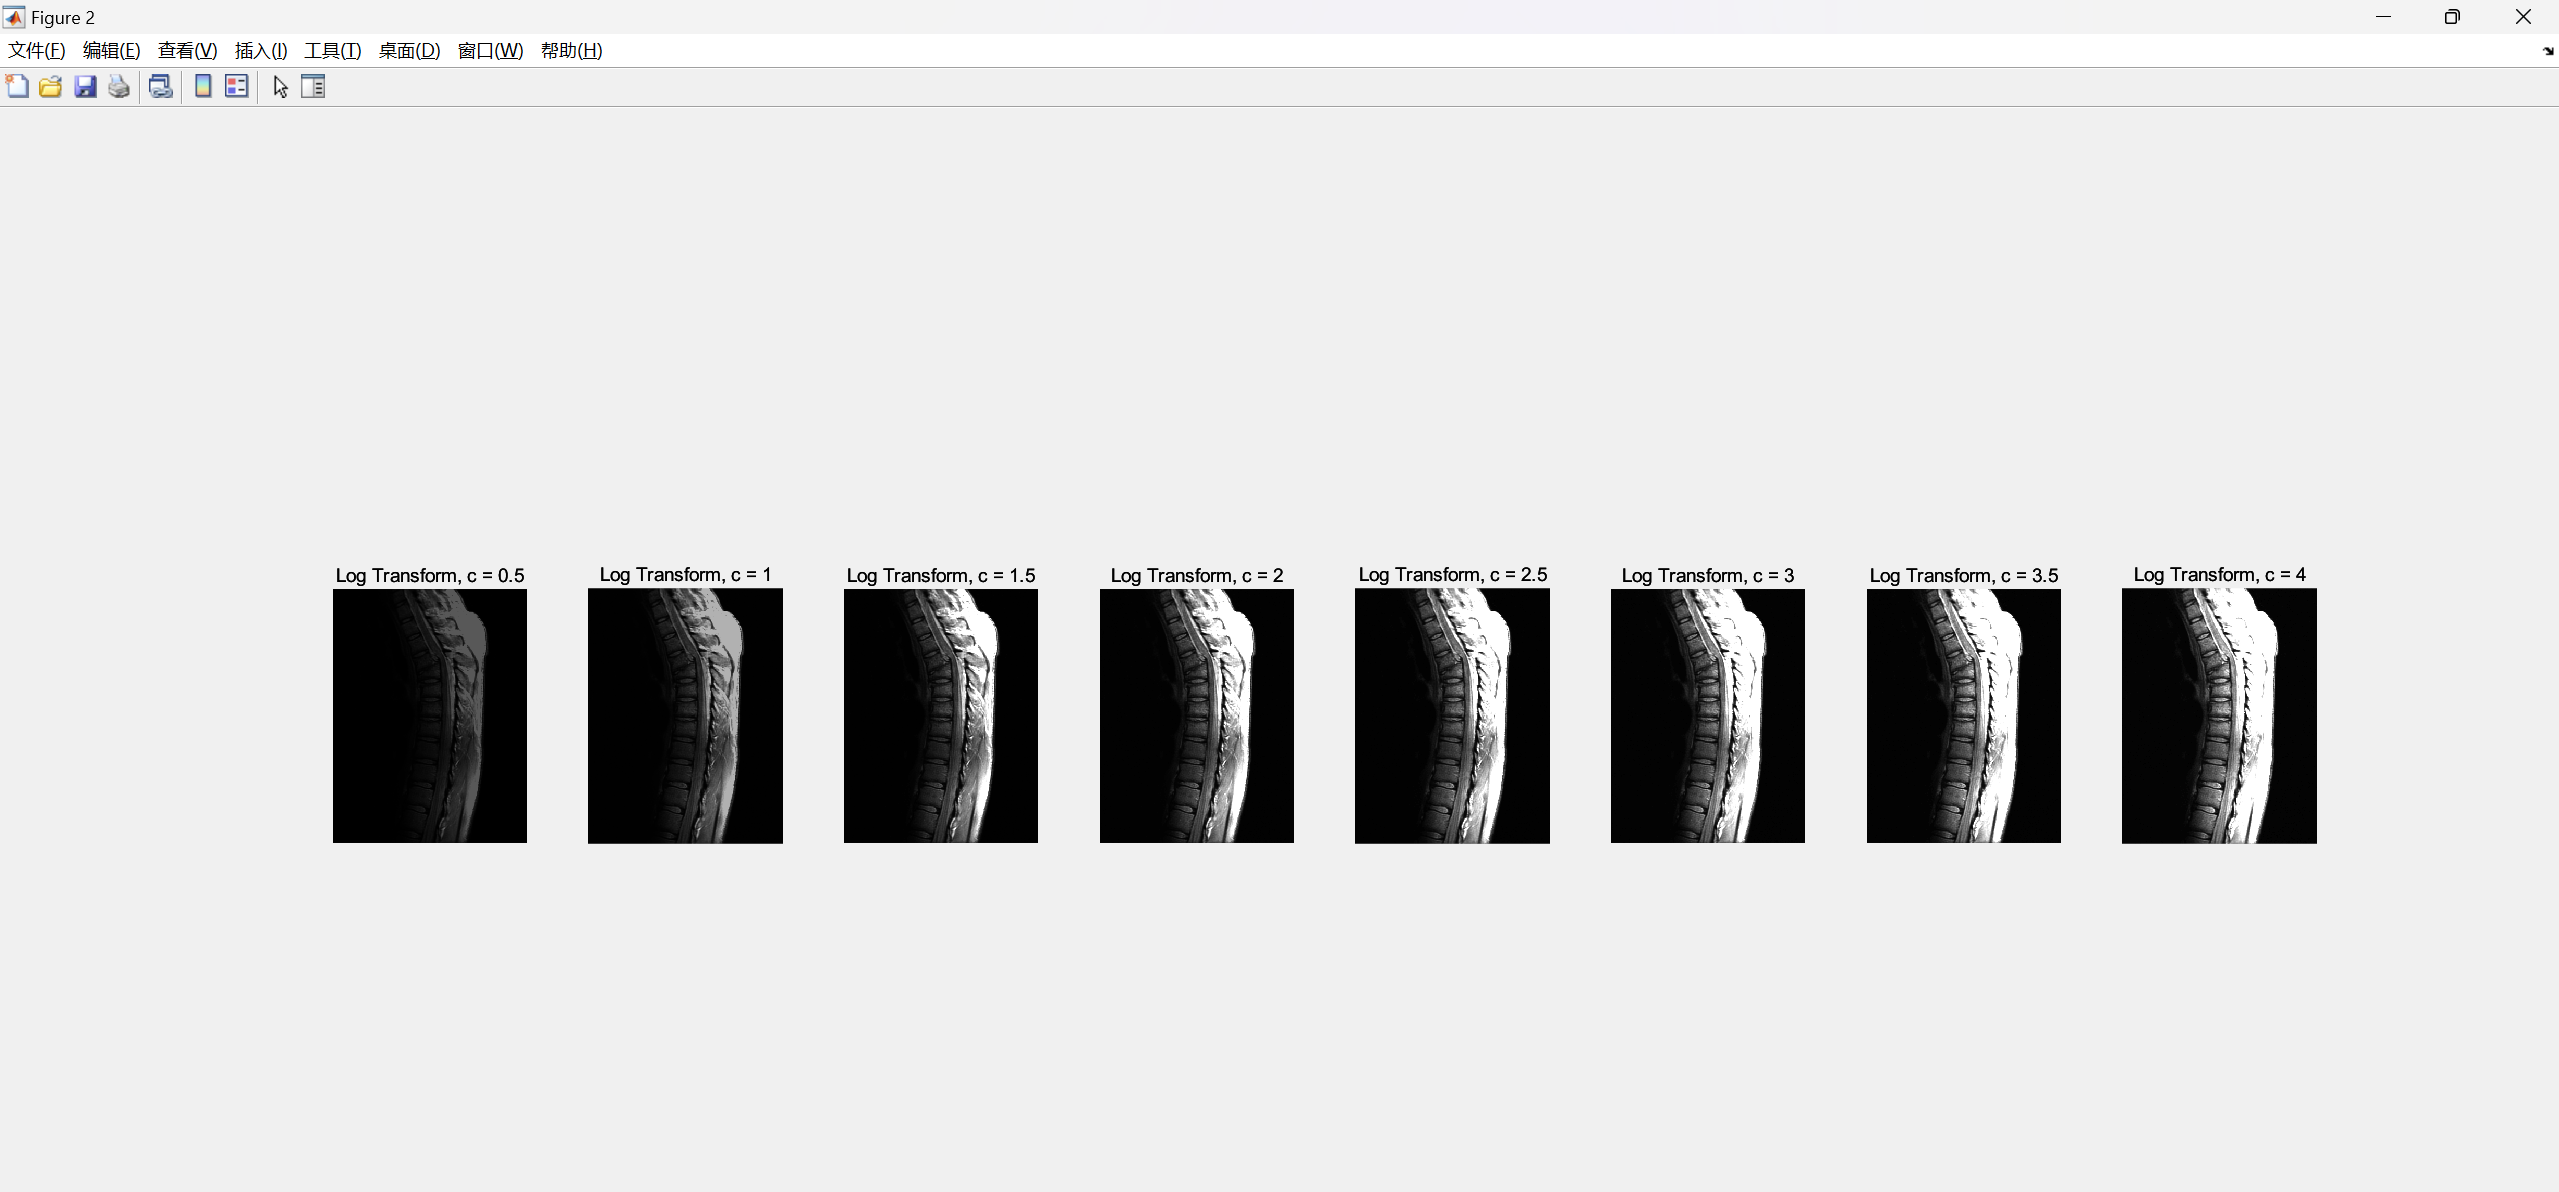 Figure 2
文件(F) 编辑(E) 查看(V) 插入(I) 工具(T) 桌面(D) 窗口(W) 帮助(H)
Log Transform, c = 0.5
Log Transform, c = 1
Log Transform, c = 1.5
Log Transform, c = 2
Log Transform, c = 2.5
Log Transform, c = 3
Log Transform, c = 3.5
Log Transform, c = 4